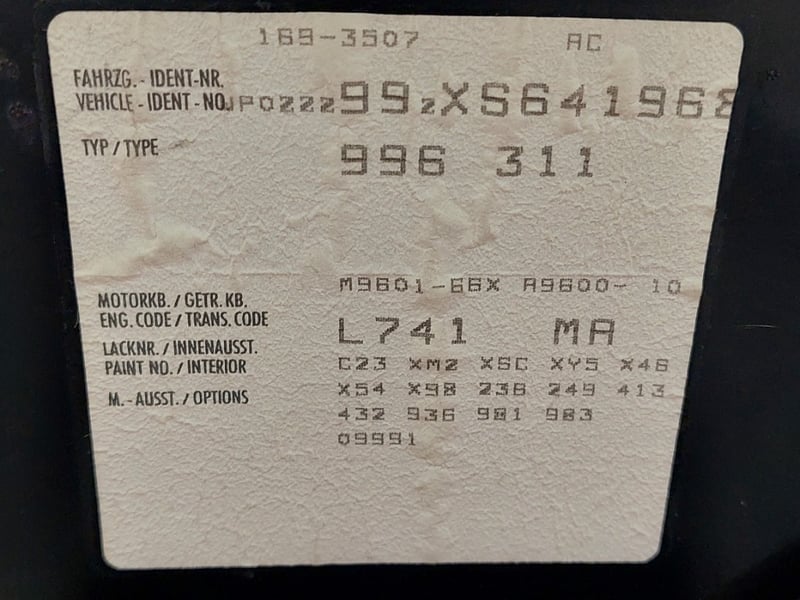 169-3507 AC
FAHRZG. - IDENT-NR.
VEHICLE - IDENT - NO. WP0ZZZ99ZXS641968
TYP / TYPE 996 311
MOTORKB. / GETR. KB. M9601-66X A9600- 10
ENG. CODE / TRANS. CODE
LACKNR. / INNENAUSST. L741 MA
PAINT NO. / INTERIOR C23 XM2 XSC XY5 X46
M.-AUSST. / OPTIONS X54 X98 236 249 413
432 936 981 983
09991